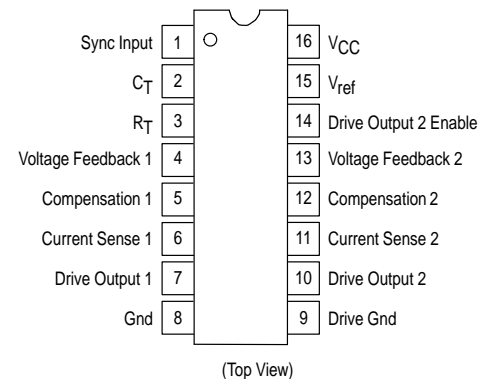 Sync Input 1 16 VCC
CT 2 15 Vref
RT 3 14 Drive Output 2 Enable
Voltage Feedback 1 4 13 Voltage Feedback 2
Compensation 1 5 12 Compensation 2
Current Sense 1 6 11 Current Sense 2
Drive Output 1 7 10 Drive Output 2
Gnd 8 9 Drive Gnd
(Top View)